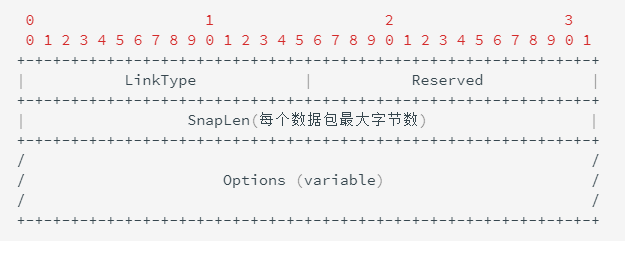 0                   1                   2                   3
 0 1 2 3 4 5 6 7 8 9 0 1 2 3 4 5 6 7 8 9 0 1 2 3 4 5 6 7 8 9 0 1
+-+-+-+-+-+-+-+-+-+-+-+-+-+-+-+-+-+-+-+-+-+-+-+-+-+-+-+-+-+-+-+-+
|           LinkType            |           Reserved            |
+-+-+-+-+-+-+-+-+-+-+-+-+-+-+-+-+-+-+-+-+-+-+-+-+-+-+-+-+-+-+-+-+
|                  SnapLen(每个数据包最大字节数)                  |
+-+-+-+-+-+-+-+-+-+-+-+-+-+-+-+-+-+-+-+-+-+-+-+-+-+-+-+-+-+-+-+-+
/                                                               /
/                      Options (variable)                       /
/                                                               /
+-+-+-+-+-+-+-+-+-+-+-+-+-+-+-+-+-+-+-+-+-+-+-+-+-+-+-+-+-+-+-+-+